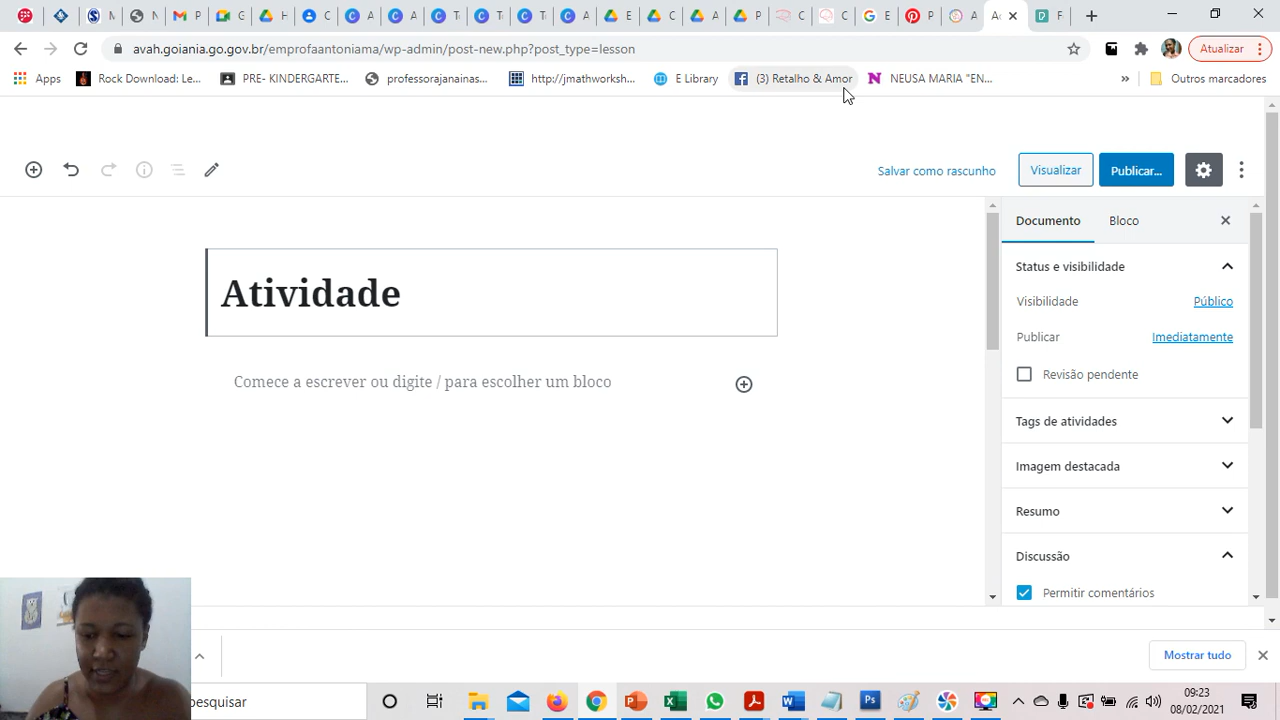 P
G
H
C
A
A
T
T
T
A
E
C
A
P
C
C
E
P
A
A
F
avah.goiania.go.gov.br/emprofaantoniama/wp-admin/post-new.php?post_type=lesson
Atualizar
Apps
Rock Download: Le...
PRE- KINDERGARTE...
professorajanainas...
http://jmathworksh...
E Library
(3) Retalho & Amor
NEUSA MARIA "EN...
»
Outros marcadores
Salvar como rascunho
Visualizar
Publicar...
Documento
Bloco
Atividade
Status e visibilidade
Visibilidade
Público
Publicar
Imediatamente
Comece a escrever ou digite / para escolher um bloco
Revisão pendente
Tags de atividades
Imagem destacada
Resumo
Discussão
Permitir comentários
Mostrar tudo
pesquisar
09:23
08/02/2021